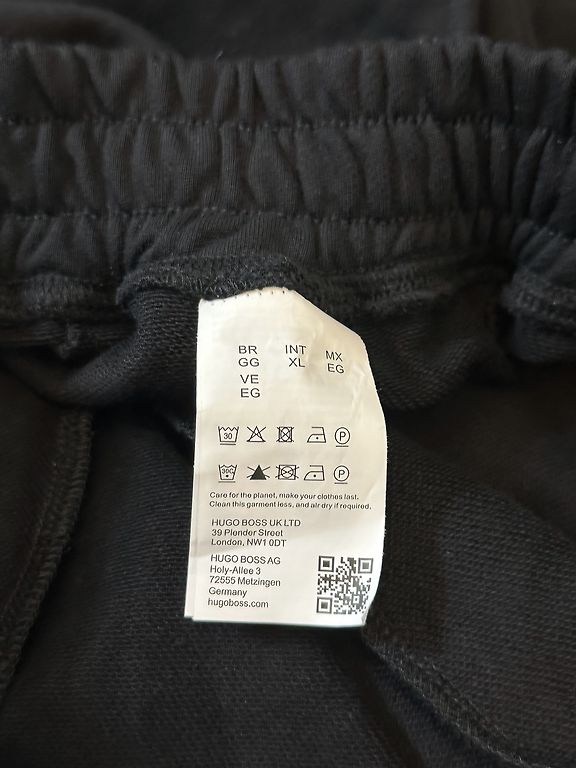 BR INT MX
GG XL EG
VE
EG
30 P
30C P
Care for the planet, make your clothes last.
Clean this garment less, and air dry if required.
HUGO BOSS UK LTD
39 Plender Street
London, NW1 0DT
HUGO BOSS AG
Holy-Allee 3
72555 Metzingen
Germany
hugoboss.com